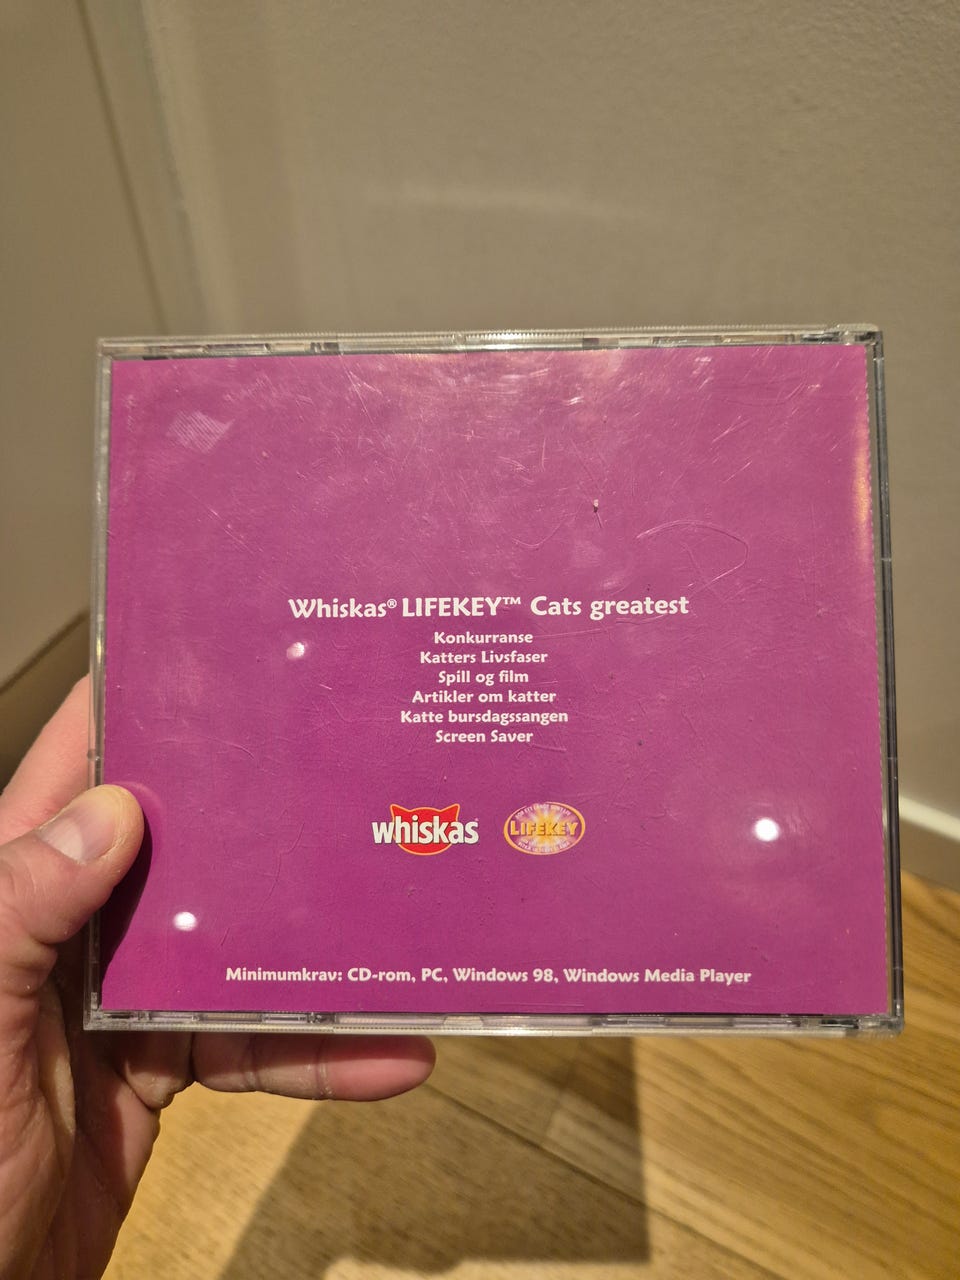 Whiskas® LIFEKEY™ Cats greatest
Konkurranse
Katters Livsfaser
Spill og film
Artikler om katter
Katte bursdagssangen
Screen Saver
whiskas
LIFEKEY
Minimumkrav: CD-rom, PC, Windows 98, Windows Media Player